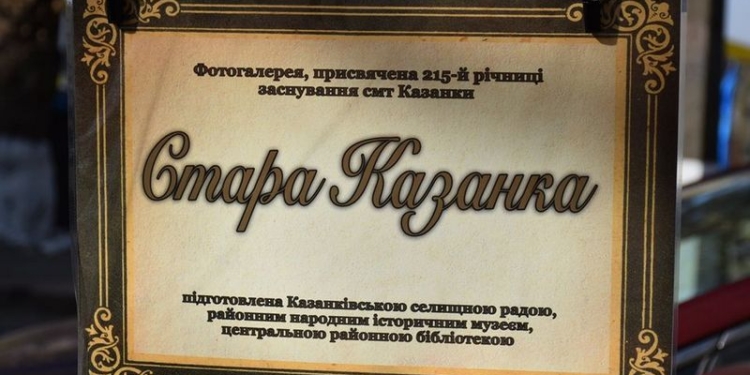 Фотогалерея, присвячена 215-й річниці
заснування смт Казанки
Стара Казанка
підготовлена Казанківською селищною радою,
районним народним історичним музеєм,
центральною районною бібліотекою